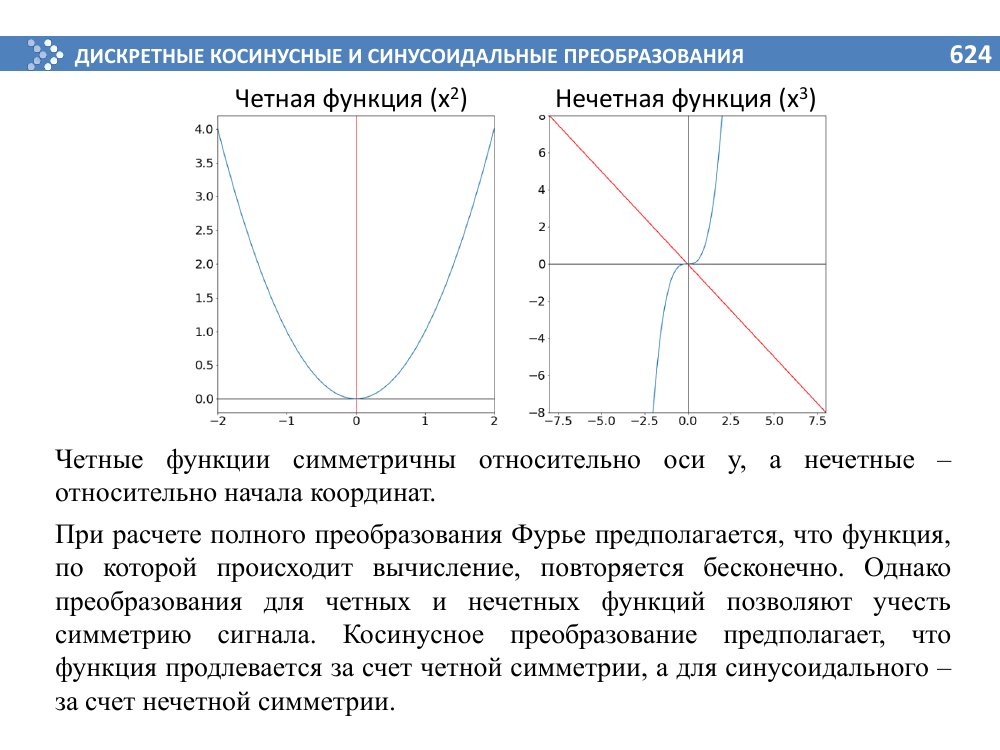 ДИСКРЕТНЫЕ КОСИНУСНЫЕ И СИНУСОИДАЛЬНЫЕ ПРЕОБРАЗОВАНИЯ 624
Четная функция (x²)
4.0
3.5
3.0
2.5
2.0
1.5
1.0
0.5
0.0
−2 −1 0 1 2
Нечетная функция (x³)
8
6
4
2
0
−2
−4
−6
−8
−7.5 −5.0 −2.5 0.0 2.5 5.0 7.5
Четные функции симметричны относительно оси y, а нечетные –
относительно начала координат.
При расчете полного преобразования Фурье предполагается, что функция,
по которой происходит вычисление, повторяется бесконечно. Однако
преобразования для четных и нечетных функций позволяют учесть
симметрию сигнала. Косинусное преобразование предполагает, что
функция продлевается за счет четной симметрии, а для синусоидального –
за счет нечетной симметрии.